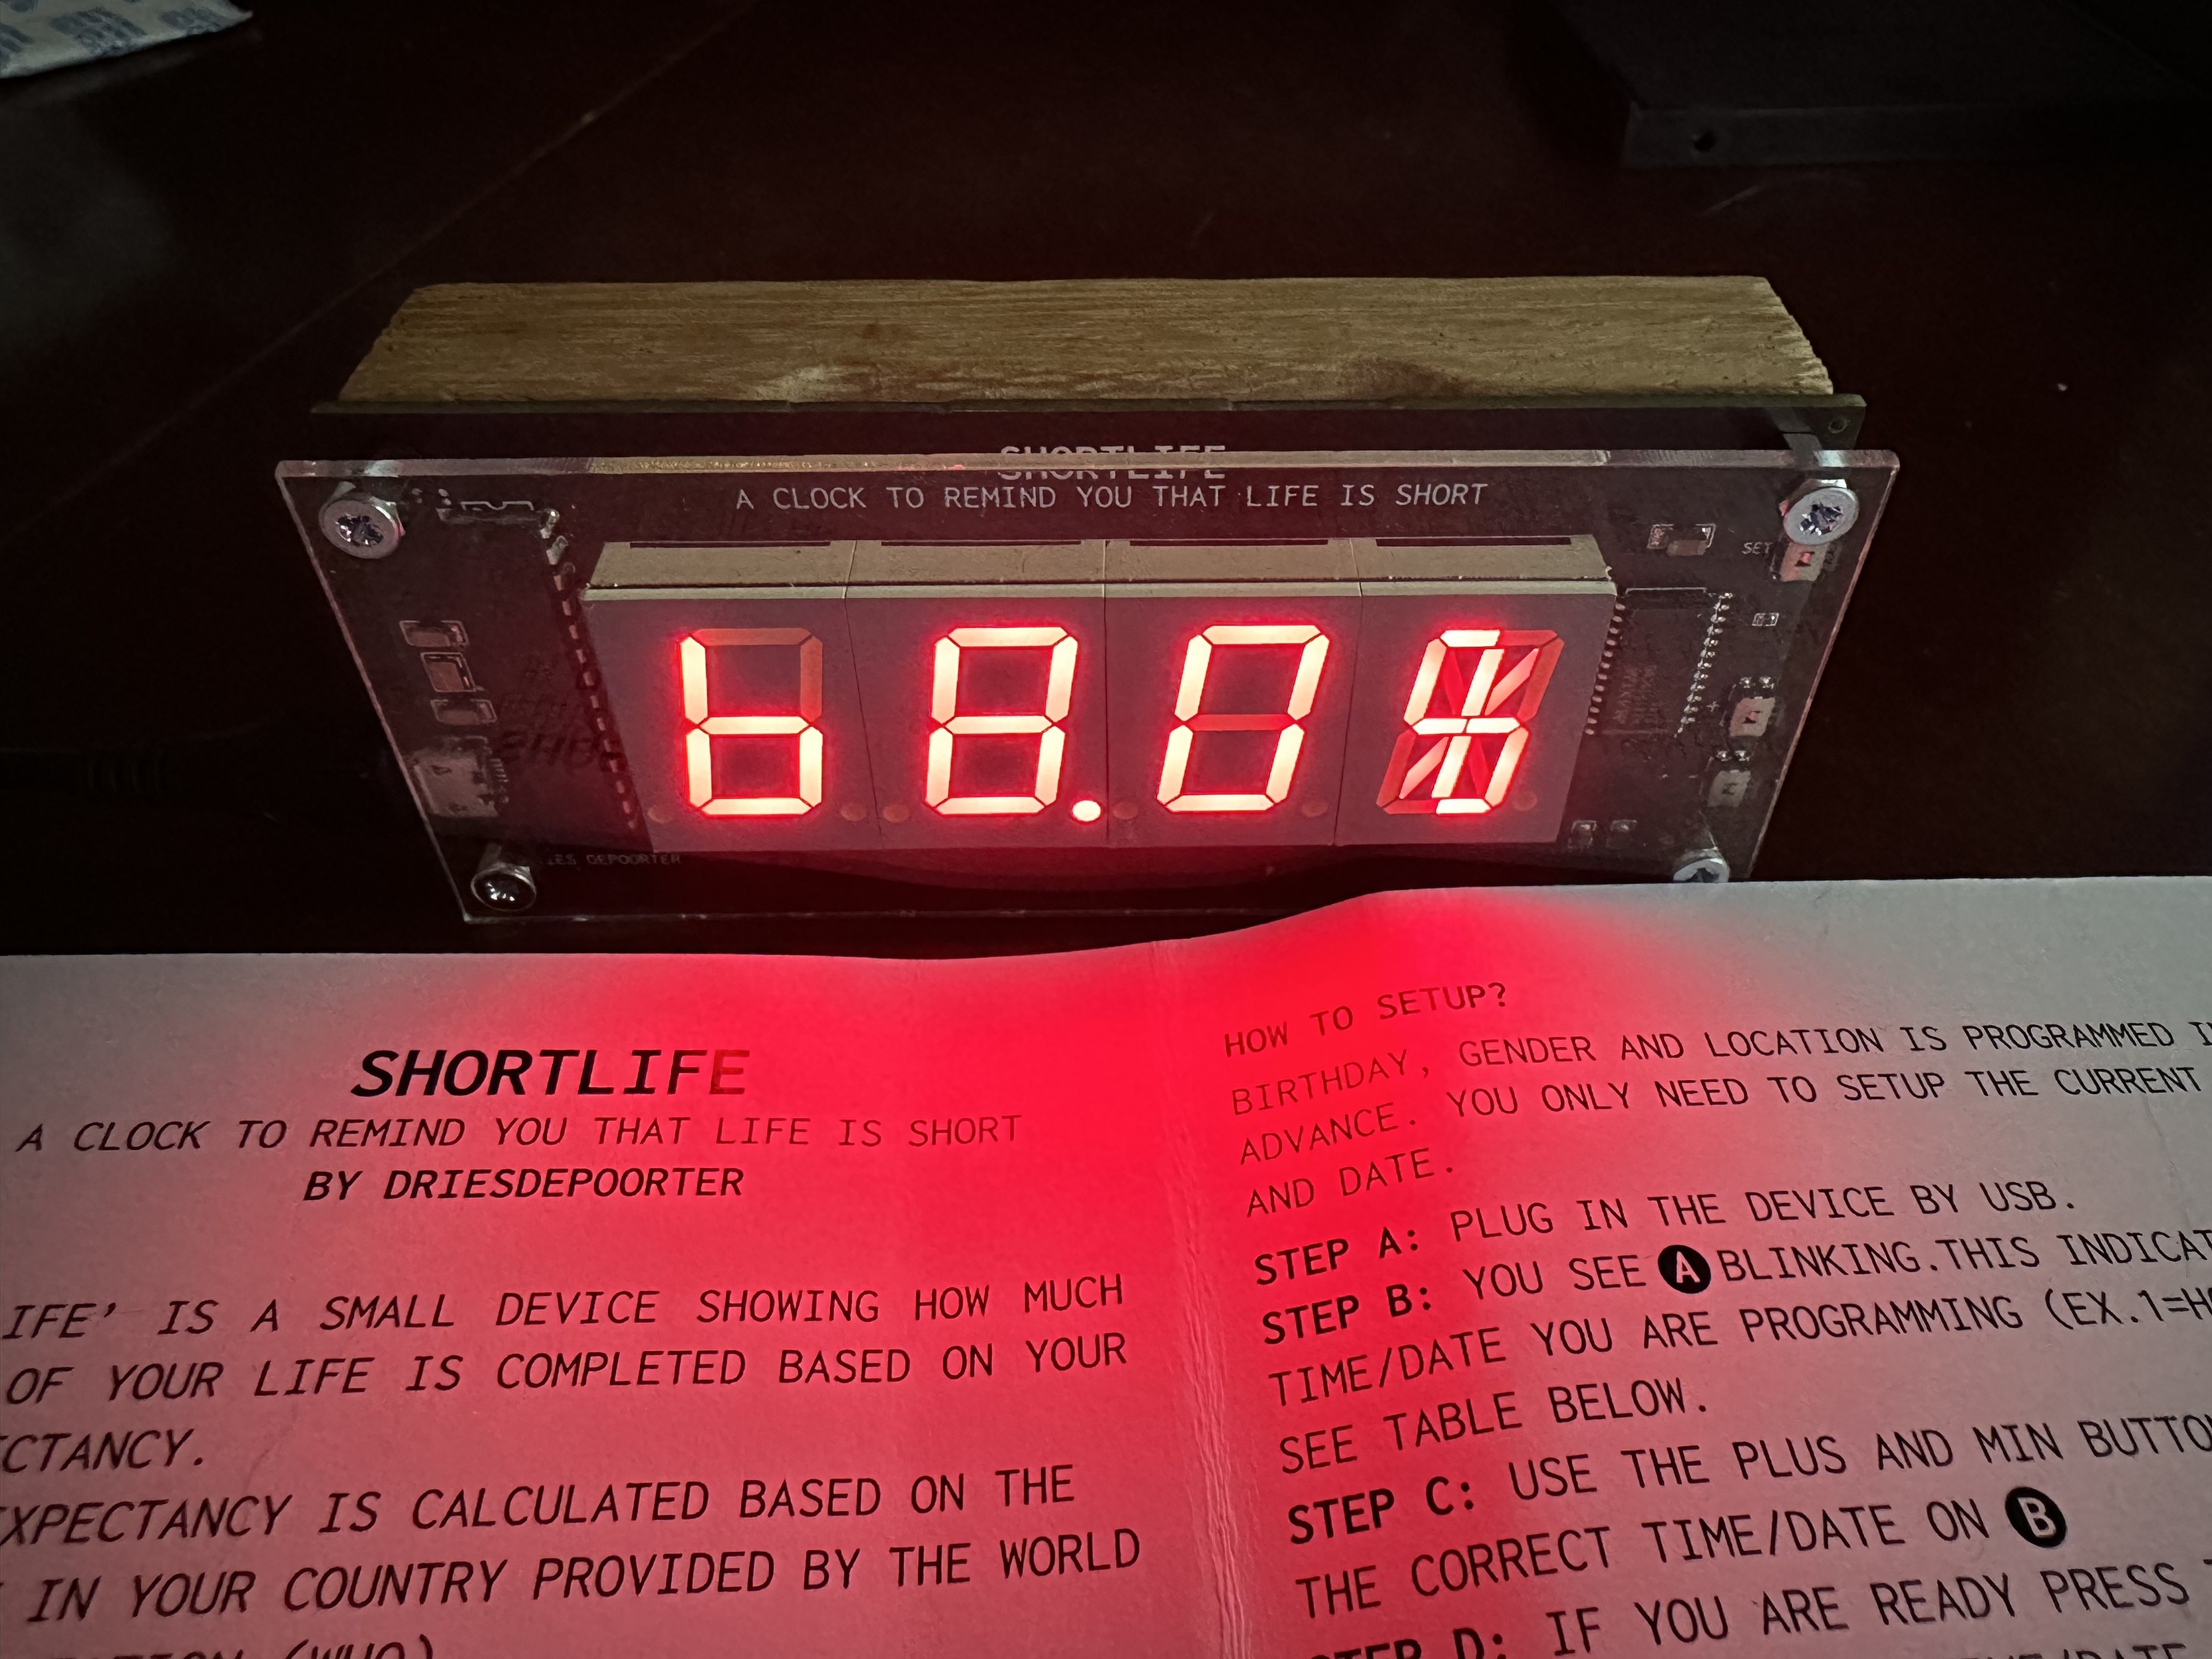 SHORTLIFE
A CLOCK TO REMIND YOU THAT LIFE IS SHORT
SET
68.0%
DEPOORTER
SHORTLIFE
A CLOCK TO REMIND YOU THAT LIFE IS SHORT
BY DRIESDEPOORTER
IFE' IS A SMALL DEVICE SHOWING HOW MUCH
OF YOUR LIFE IS COMPLETED BASED ON YOUR
CTANCY.
XPECTANCY IS CALCULATED BASED ON THE
IN YOUR COUNTRY PROVIDED BY THE WORLD
(WHO)
HOW TO SETUP?
BIRTHDAY, GENDER AND LOCATION IS PROGRAMMED I
ADVANCE. YOU ONLY NEED TO SETUP THE CURRENT
AND DATE.
STEP A: PLUG IN THE DEVICE BY USB.
STEP B: YOU SEE A BLINKING.THIS INDICAT
TIME/DATE YOU ARE PROGRAMMING (EX.1=H
SEE TABLE BELOW.
STEP C: USE THE PLUS AND MIN BUTTO
THE CORRECT TIME/DATE ON B
STEP D: IF YOU ARE READY PRESS